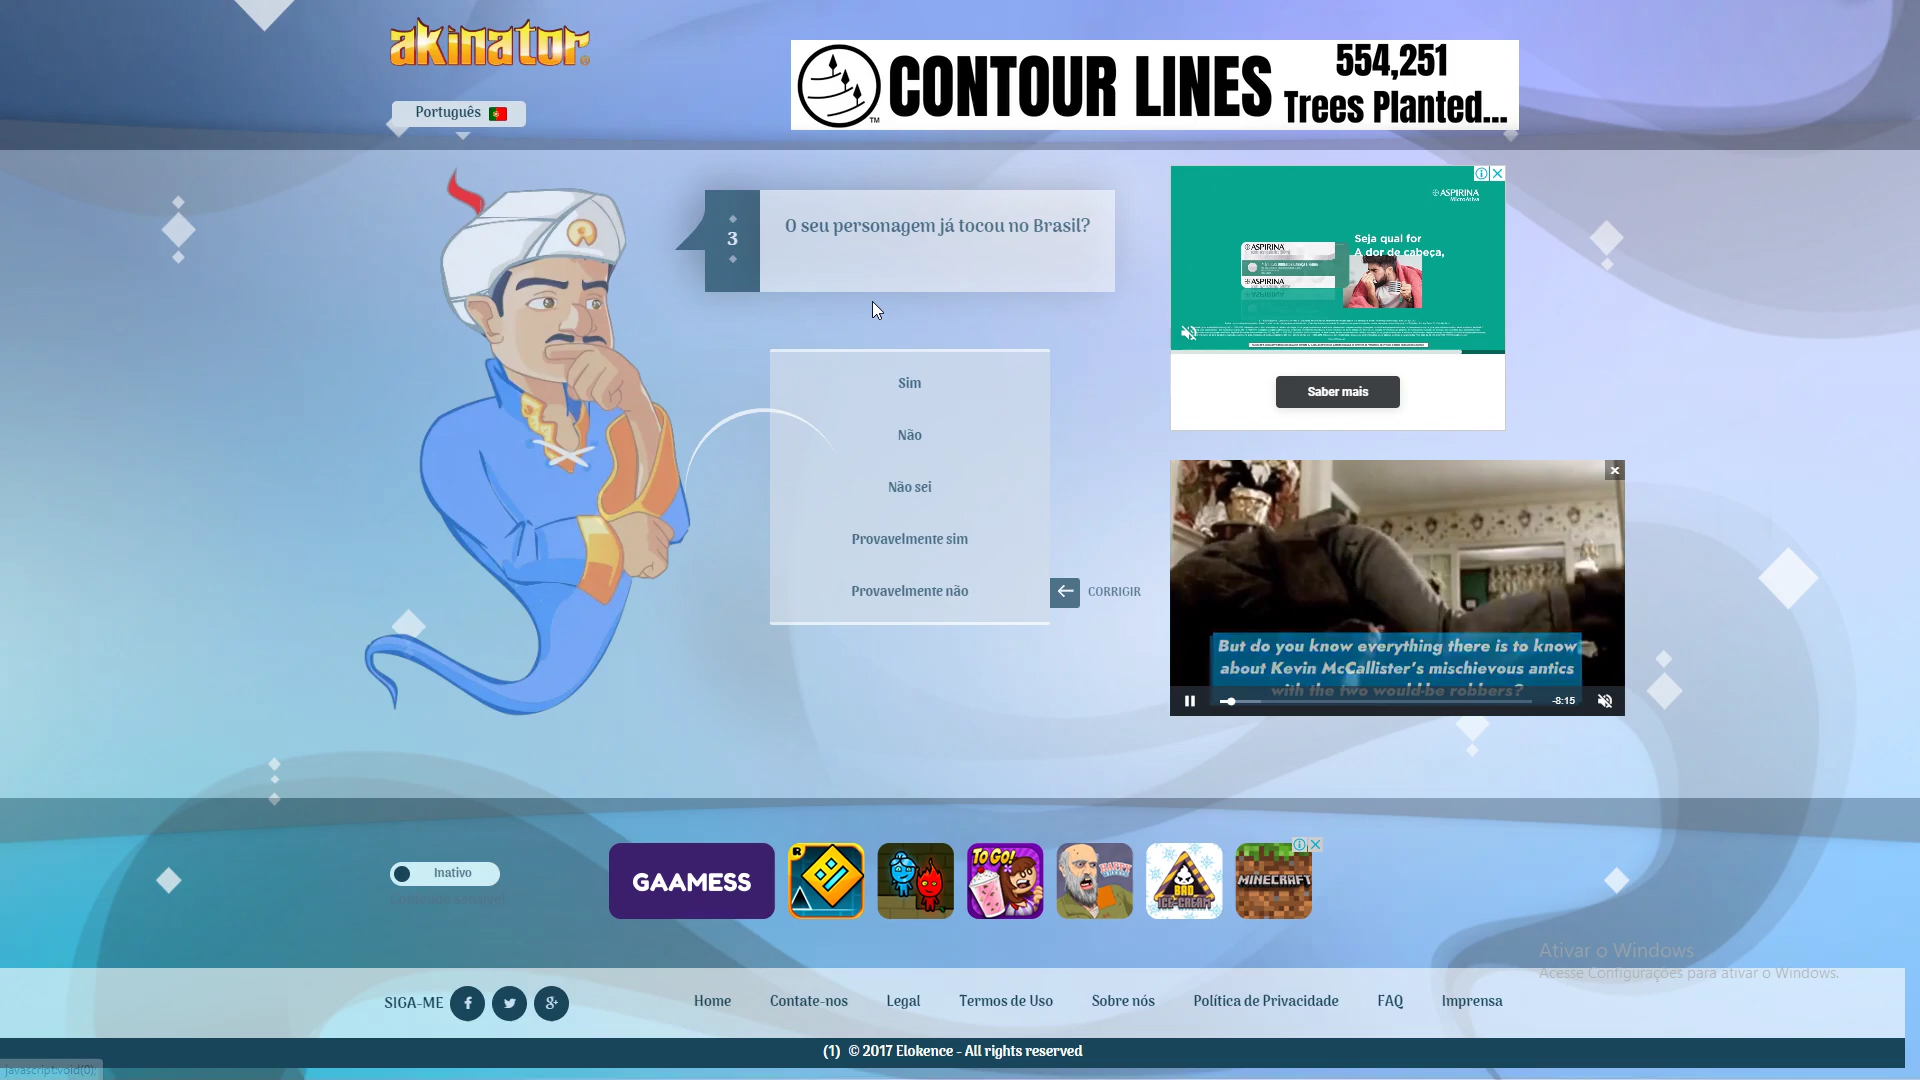 akinator
Português
CONTOUR LINES
554,251
Trees Planted...
TM
3
O seu personagem já tocou no Brasil?
Sim
Não
Não sei
Provavelmente sim
Provavelmente não
CORRIGIR
ASPIRINA
MicroAtiva
Seja qual for
A dor de cabeça,
ASPIRINA
ASPIRINA
Saber mais
But do you know everything there is to know
about Kevin McCallister's mischievous antics
with the two would-be robbers?
-8:15
Inativo
GAAMESS
TO GO!
BAD
ICE-CREAM
MINECRAFT
Ativar o Windows
Acesse Configurações para ativar o Windows.
SIGA-ME
Home
Contate-nos
Legal
Termos de Uso
Sobre nós
Política de Privacidade
FAQ
Imprensa
(1) © 2017 Elokence - All rights reserved
javascript:void(0);